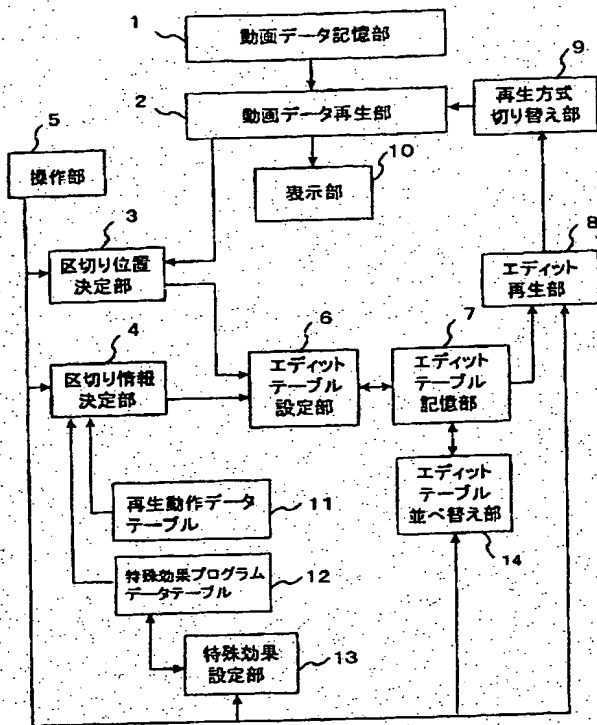 1
動画データ記憶部
2
動画データ再生部
9
再生方式
切り替え部
5
操作部
10
表示部
3
区切り位置
決定部
8
エディット
再生部
4
区切り情報
決定部
6
エディット
テーブル
設定部
7
エディット
テーブル
記憶部
再生動作データ
テーブル
11
エディット
テーブル
並べ替え部
14
特殊効果プログラム
データテーブル
12
特殊効果
設定部
13